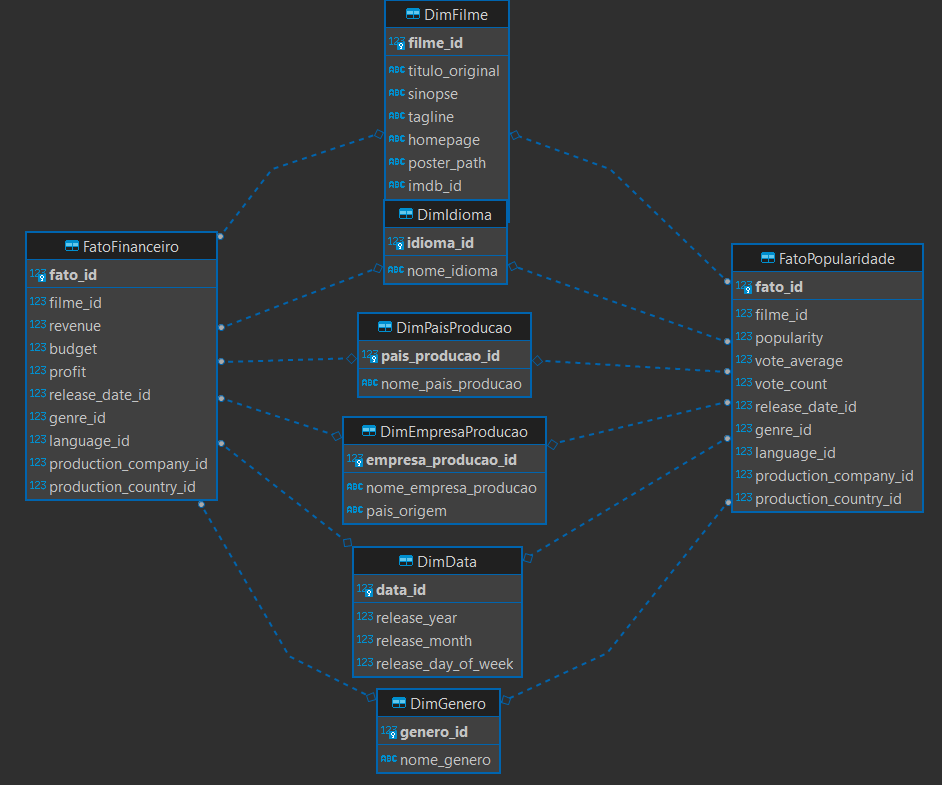 DimFilme
123 filme_id
ABC titulo_original
ABC sinopse
ABC tagline
ABC homepage
ABC poster_path
ABC imdb_id
DimIdioma
123 idioma_id
ABC nome_idioma
FatoFinanceiro
123 fato_id
123 filme_id
123 revenue
123 budget
123 profit
123 release_date_id
123 genre_id
123 language_id
123 production_company_id
123 production_country_id
DimPaisProducao
123 pais_producao_id
ABC nome_pais_producao
DimEmpresaProducao
123 empresa_producao_id
ABC nome_empresa_producao
ABC pais_origem
DimData
123 data_id
123 release_year
123 release_month
123 release_day_of_week
DimGenero
123 genero_id
ABC nome_genero
FatoPopularidade
123 fato_id
123 filme_id
123 popularity
123 vote_average
123 vote_count
123 release_date_id
123 genre_id
123 language_id
123 production_company_id
123 production_country_id